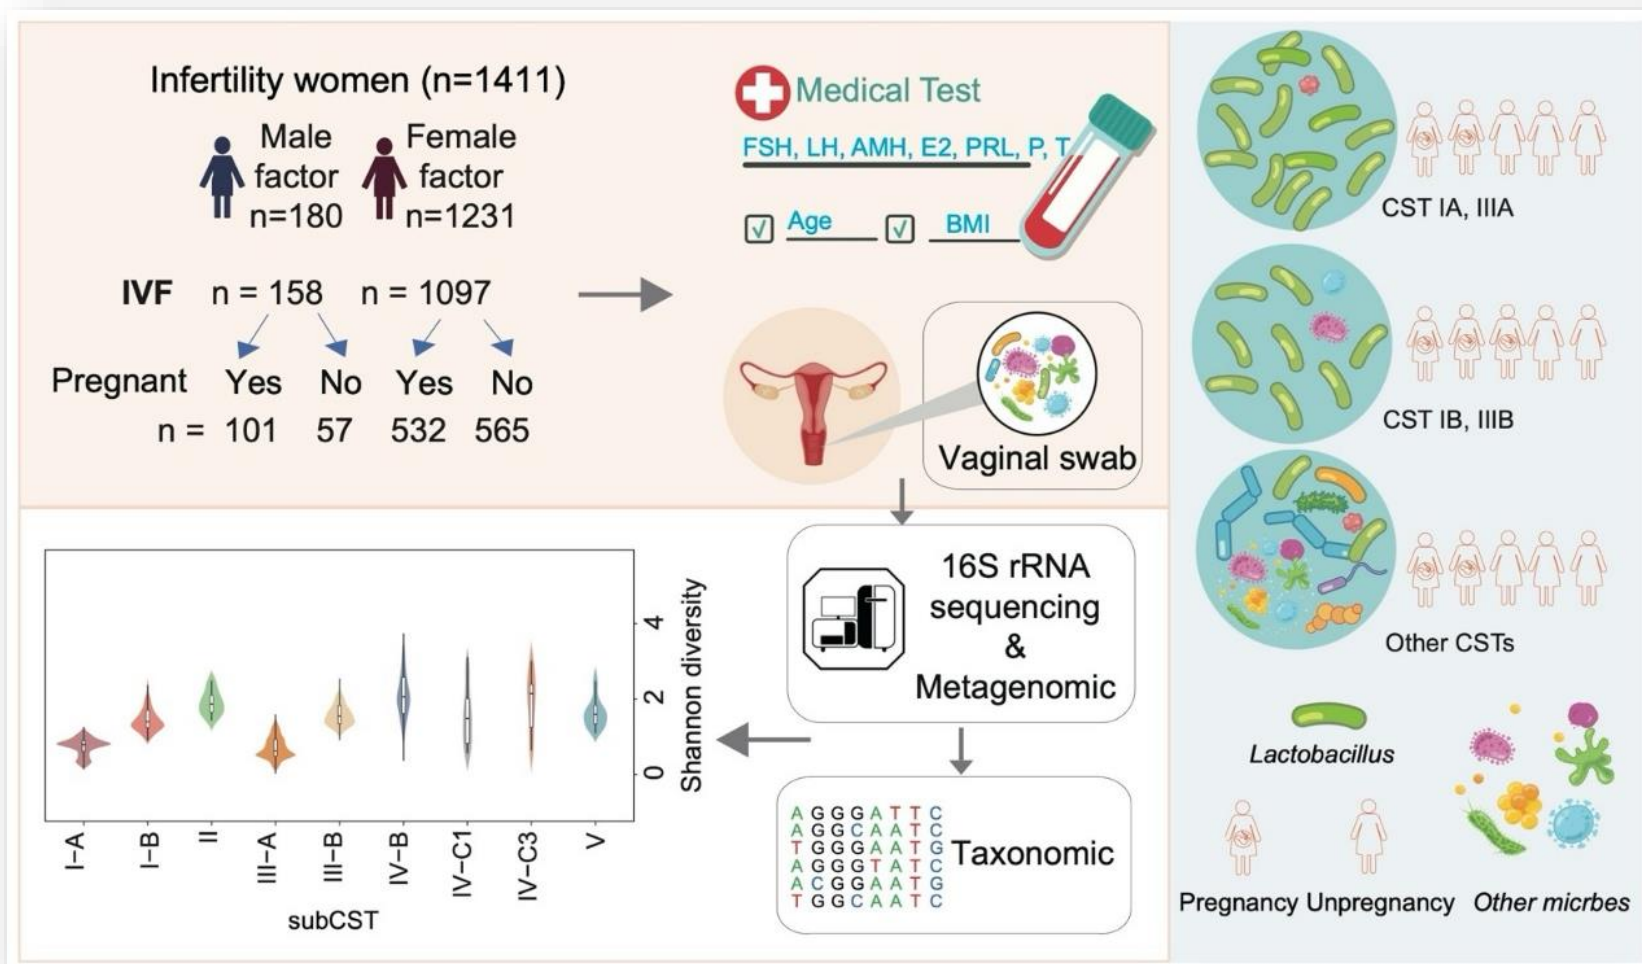 Infertility women (n=1411)
Male
factor
n=180
Female
factor
n=1231
IVF n = 158 n = 1097
Pregnant Yes No Yes No
n = 101 57 532 565
Medical Test
FSH, LH, AMH, E2, PRL, P, T
Age BMI
Vaginal swab
16S rRNA
sequencing
&
Metagenomic
AGGGATTC
AGGCAATC
TGGGAATG
AGGGTATC
ACGGAATG
TGGCAATC
Taxonomic
Shannon diversity
4
2
0
I-A
I-B
II
III-A
III-B
IV-B
IV-C1
IV-C3
V
subCST
CST IA, IIIA
CST IB, IIIB
Other CSTs
Lactobacillus
Pregnancy Unpregnancy Other micrbes